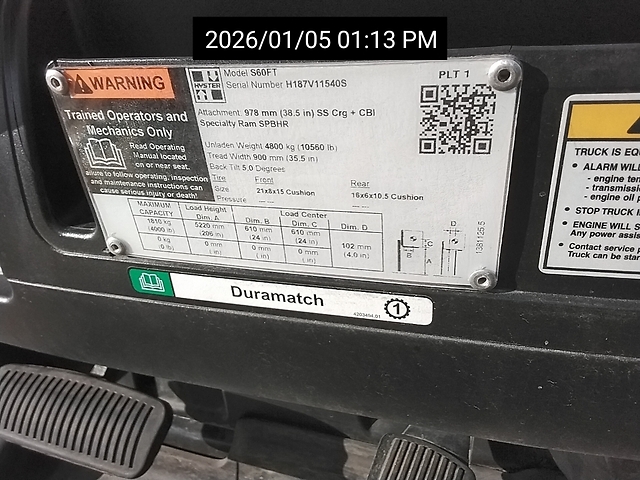 2026/01/05 01:13 PM
WARNING
Trained Operators and
Mechanics Only
Read Operating
Manual located
on or near seat.
failure to follow operating, inspection
and maintenance instructions can
cause serious injury or death!
HYSTER
Model S60FT
Serial Number H187V11540S
PLT 1
Attachment: 978 mm (38.5 in) SS Crg + CBI
Specialty Ram SPBHR
Unladen Weight 4800 kg (10560 lb)
Tread Width 900 mm (35.5 in)
Back Tilt 5.0 Degrees
Tire Front Rear
Size 21x8x15 Cushion 16x6x10.5 Cushion
Pressure -- -- -- --
MAXIMUM CAPACITY Load Height Dim. A Load Center Dim. B Dim. C Dim. D
1810 kg 5220 mm 610 mm 610 mm 102 mm
(4000 lb) (206 in) (24 in) (24 in) (4.0 in)
0 kg 0 mm 0 mm 0 mm
(0 lb) ( in) ( in) ( in)
D
C
B A
Duramatch
1
TRUCK IS EQU
ALARM WILL
- engine tem
- transmissi
- engine oil
STOP TRUCK
ENGINE WILL S
Any power assis
Contact service p
Truck can be star